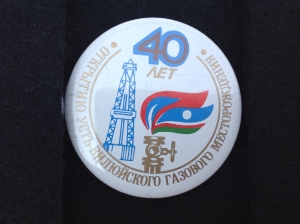 40
ЛЕТ
ОТКРЫТИЮ УСТЬ-ВИЛЮЙСКОГО ГАЗОВОГО МЕСТОРОЖДЕНИЯ